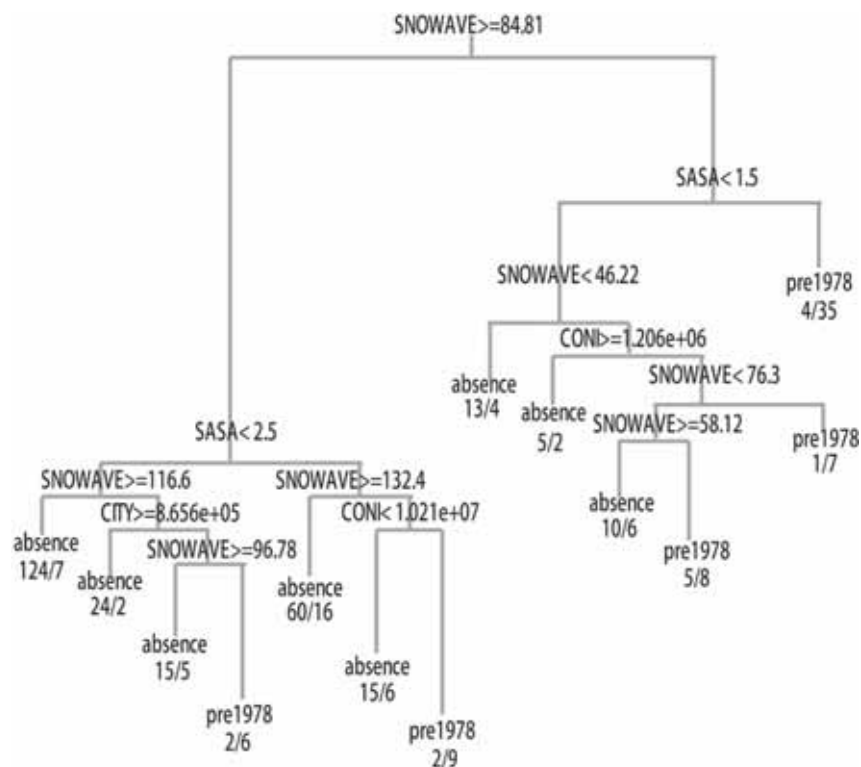 SNOWAVE>=84.81
SASA<1.5
SNOWAVE<46.22
pre1978
4/35
CONI>=1.206e+06
absence
13/4
SNOWAVE<76.3
absence
5/2
SNOWAVE>=58.12
pre1978
1/7
absence
10/6
pre1978
5/8
SASA<2.5
SNOWAVE>=116.6
SNOWAVE>=132.4
CITY>=8.656e+05
CONI<1.021e+07
absence
124/7
SNOWAVE>=96.78
absence
24/2
absence
60/16
absence
15/5
absence
15/6
pre1978
2/6
pre1978
2/9